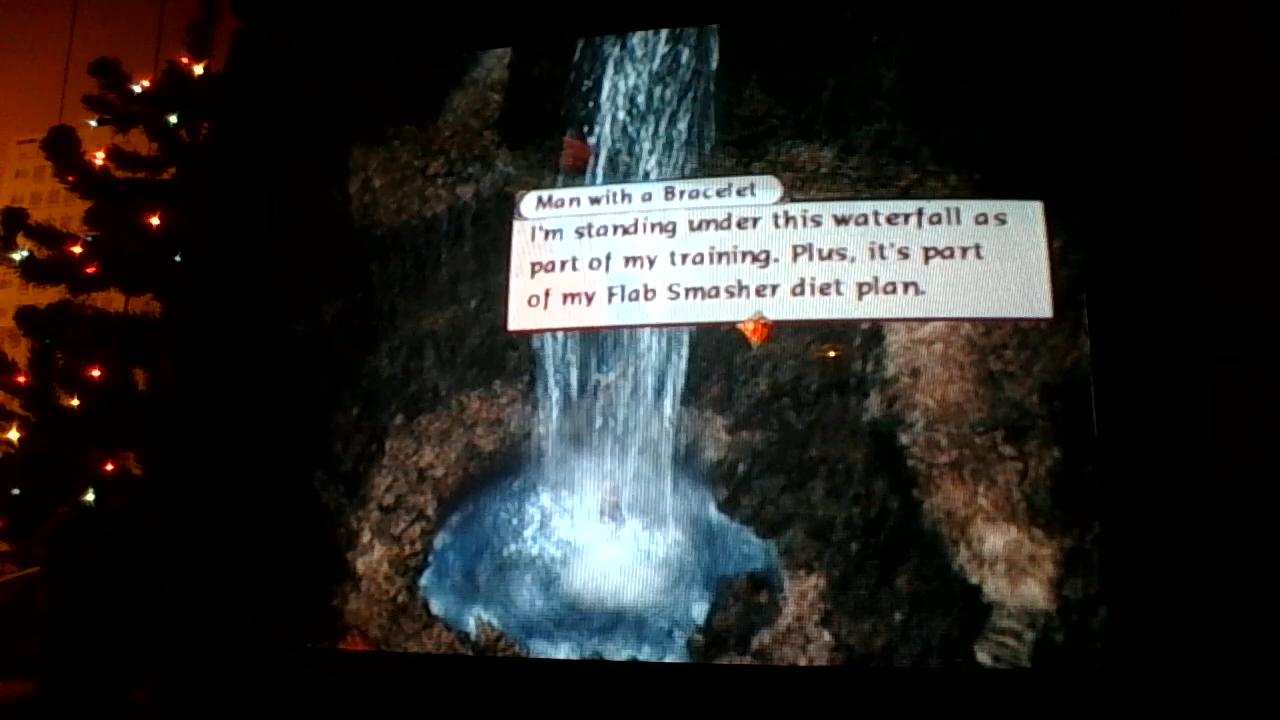 Man with a Bracelet
I'm standing under this waterfall as
part of my training. Plus, it's part
of my Flab Smasher diet plan.